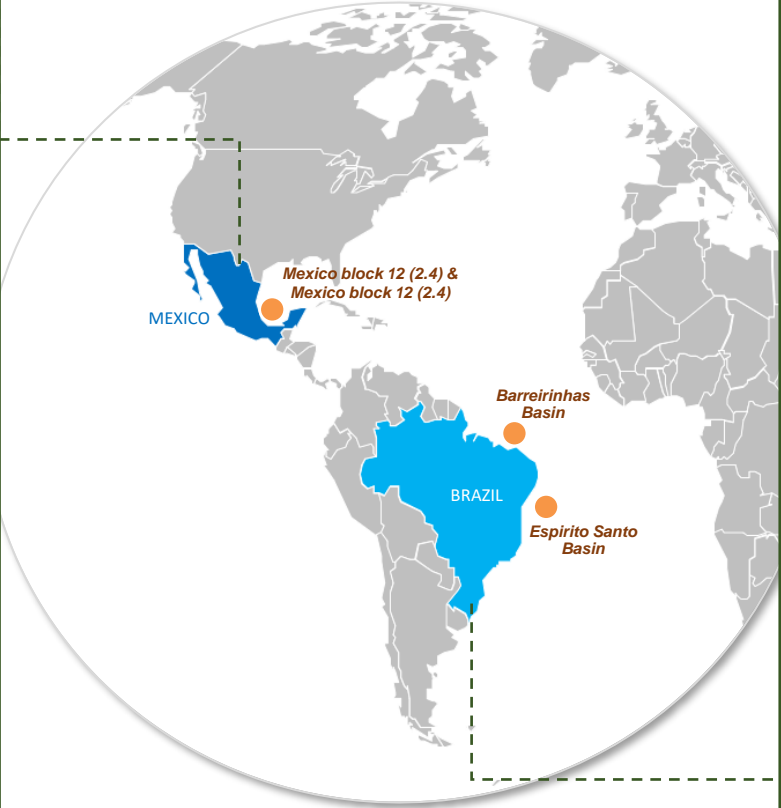 Mexico block 12 (2.4) &
Mexico block 12 (2.4)
MEXICO
Barreirinhas
Basin
BRAZIL
Espirito Santo
Basin